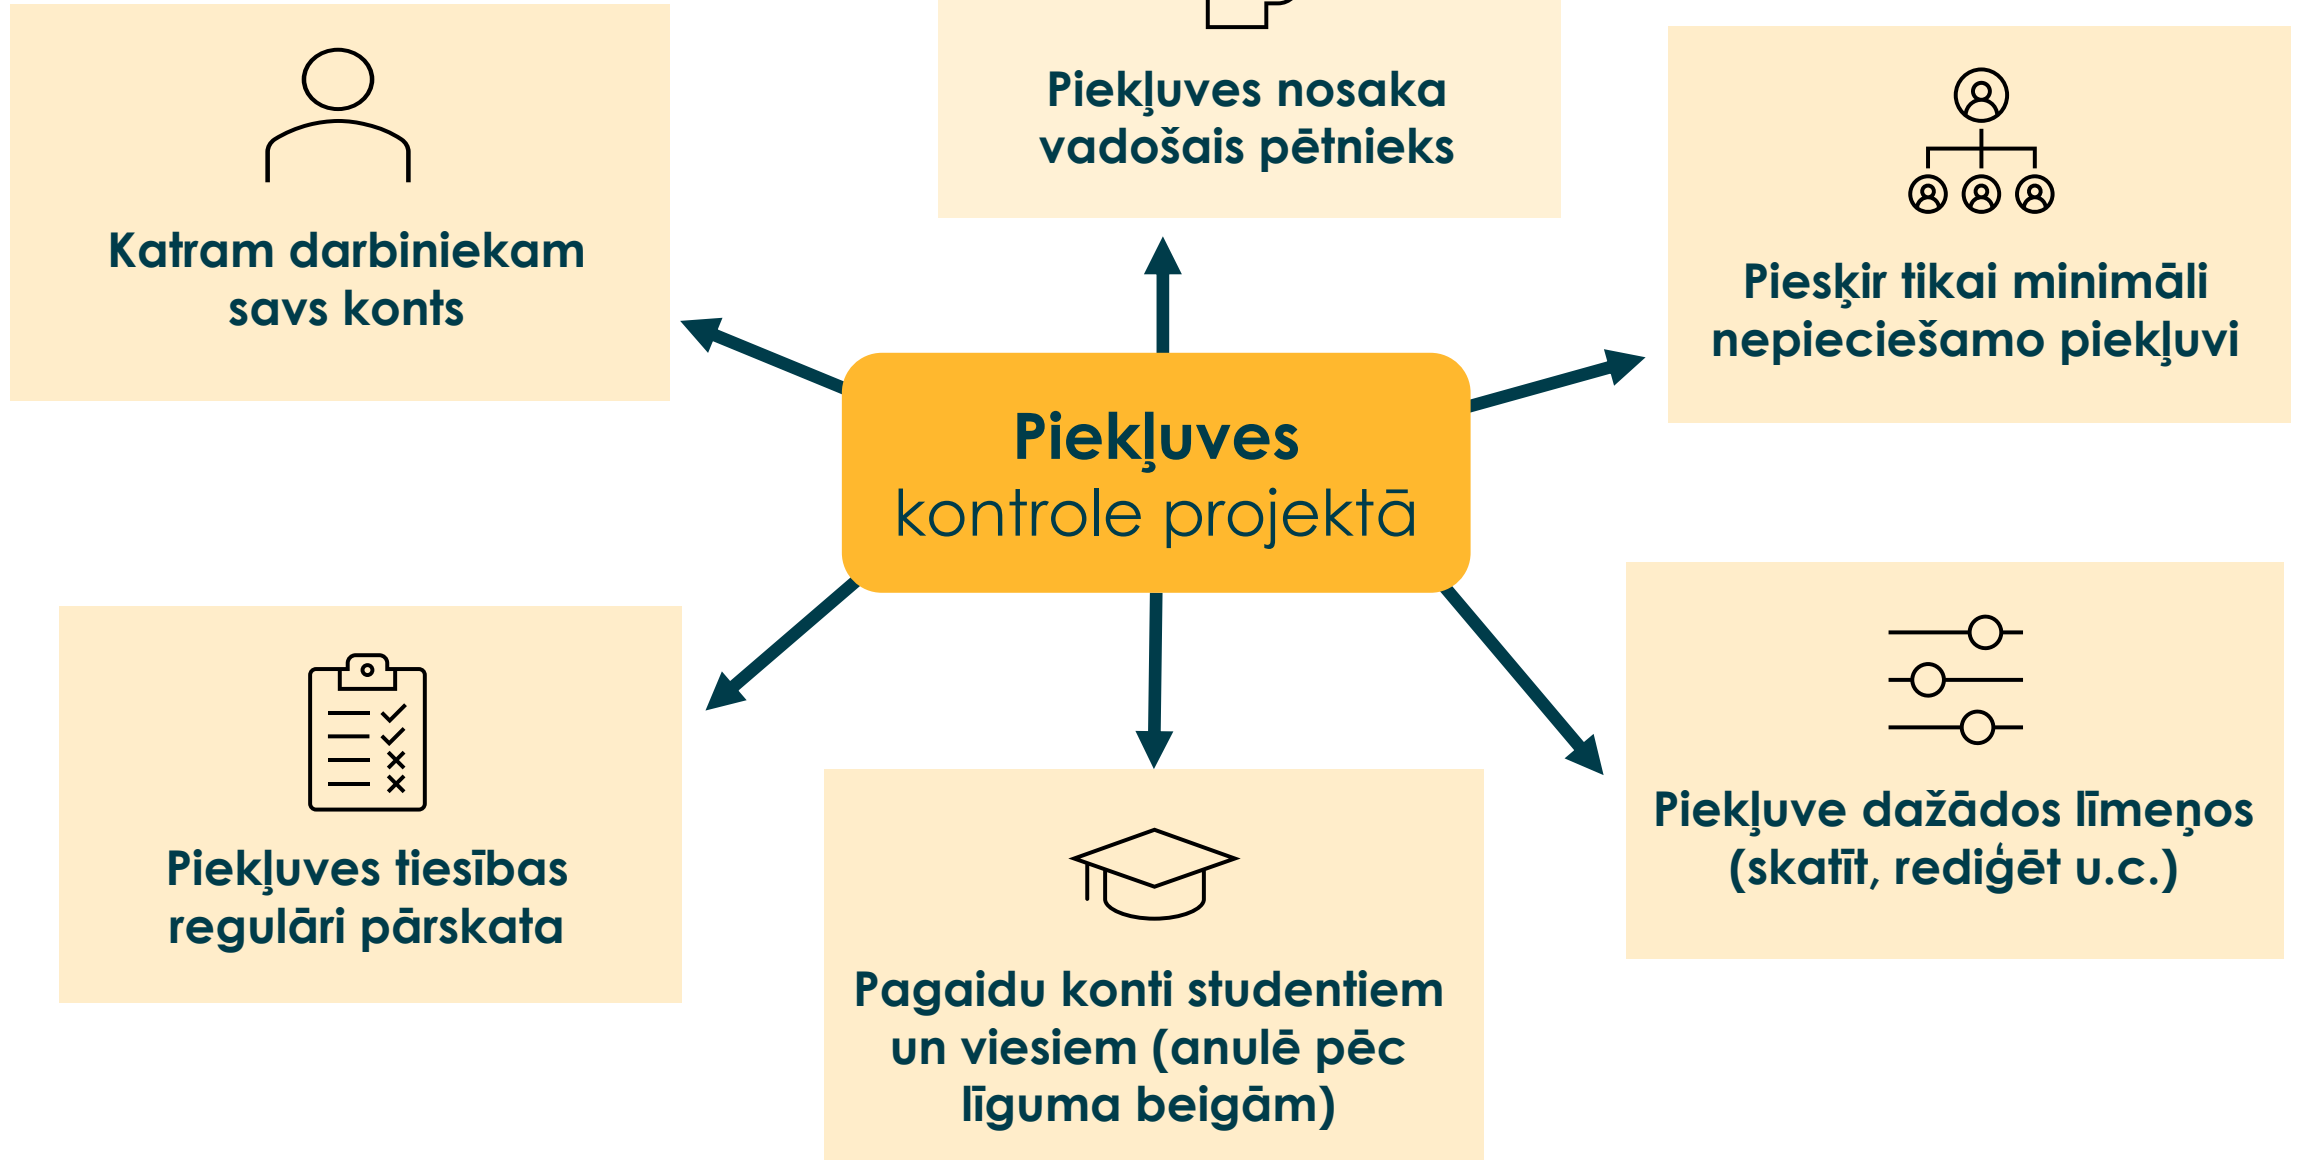 Piekļuves nosaka
vadošais pētnieks
Katram darbiniekam
savs konts
Piesķir tikai minimāli
nepieciešamo piekļuvi
Piekļuves
kontrole projektā
Piekļuve dažādos līmeņos
(skatīt, rediģēt u.c.)
Piekļuves tiesības
regulāri pārskata
Pagaidu konti studentiem
un viesiem (anulē pēc
līguma beigām)